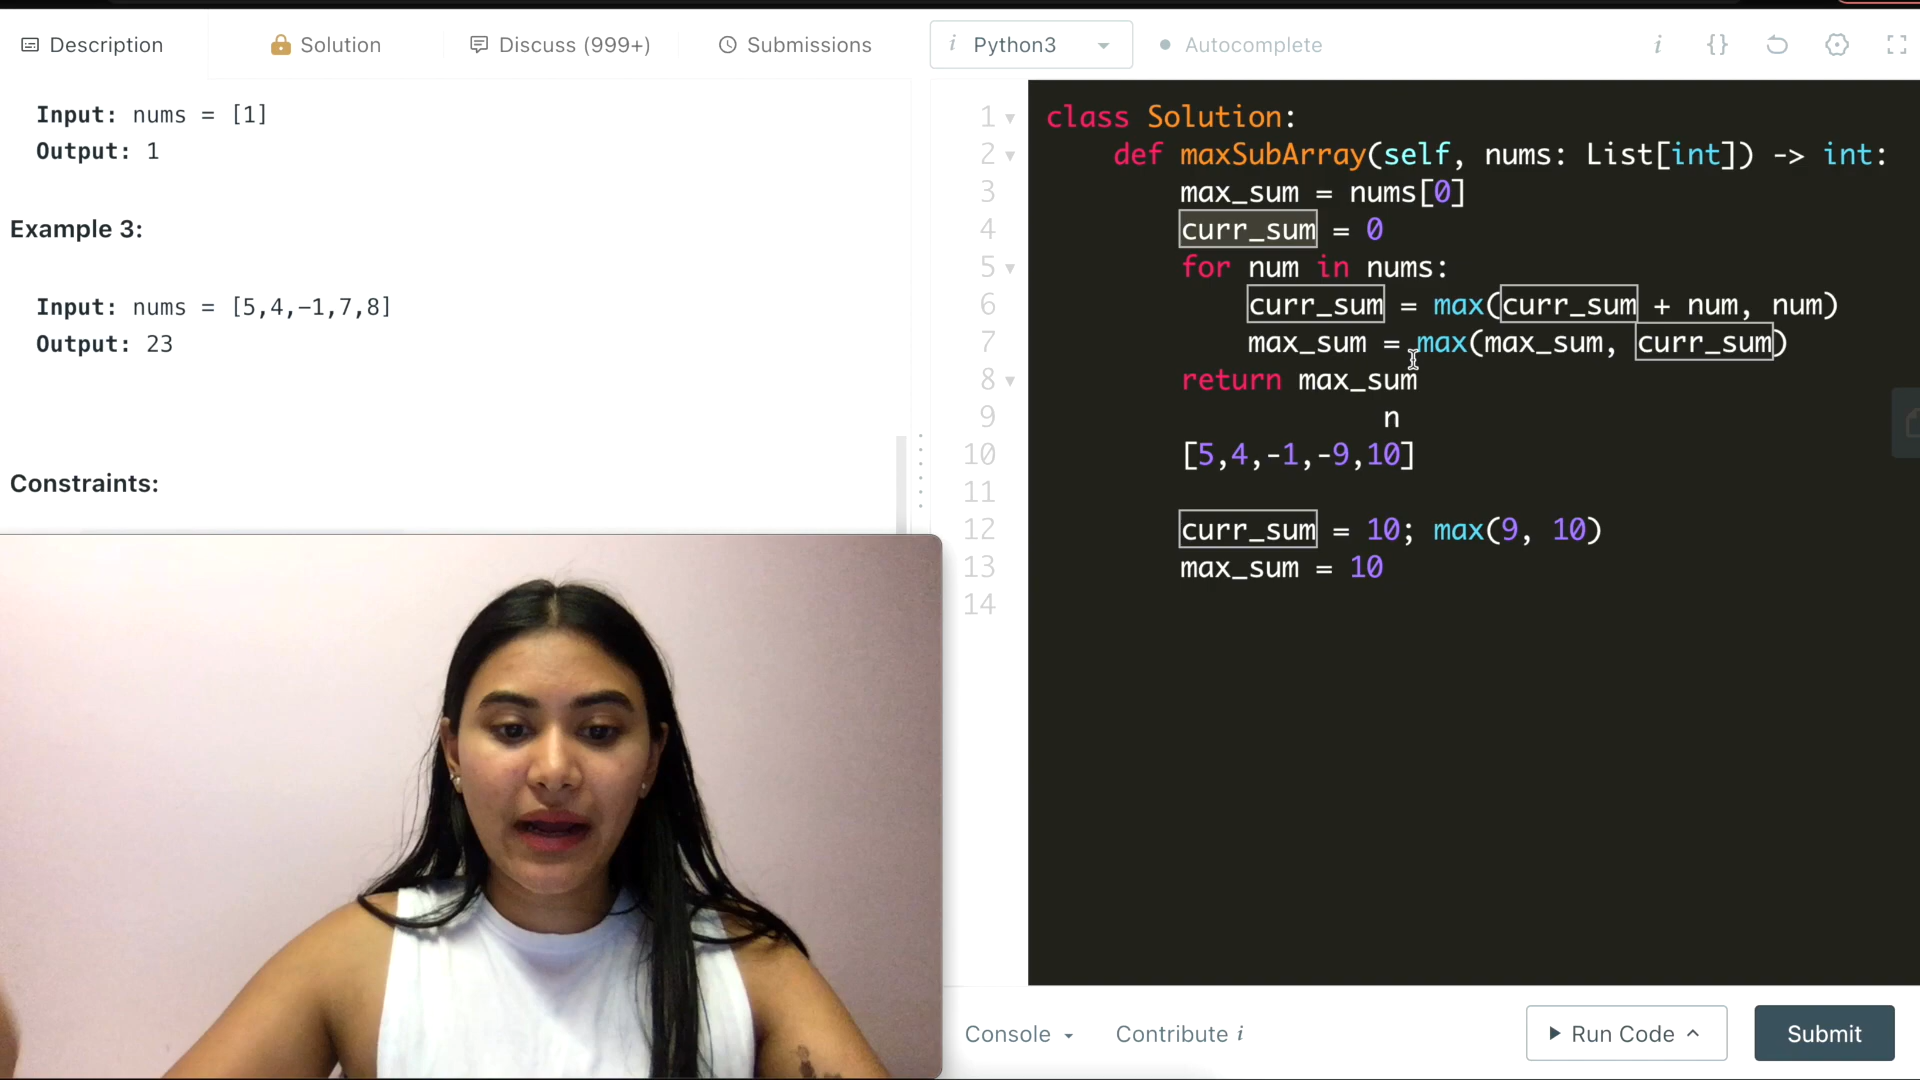 Description
Solution
Discuss (999+)
Submissions
i Python3
Autocomplete
i {}
Input: nums = [1]
Output: 1
Example 3:
Input: nums = [5,4,−1,7,8]
Output: 23
Constraints:
1 class Solution:
2 def maxSubArray(self, nums: List[int]) -> int:
3 max_sum = nums[0]
4 curr_sum = 0
5 for num in nums:
6 curr_sum = max(curr_sum + num, num)
7 max_sum = max(max_sum, curr_sum)
8 return max_sum
9 n
10 [5,4,-1,-9,10]
11
12 curr_sum = 10; max(9, 10)
13 max_sum = 10
14
Console
Contribute i
Run Code
Submit